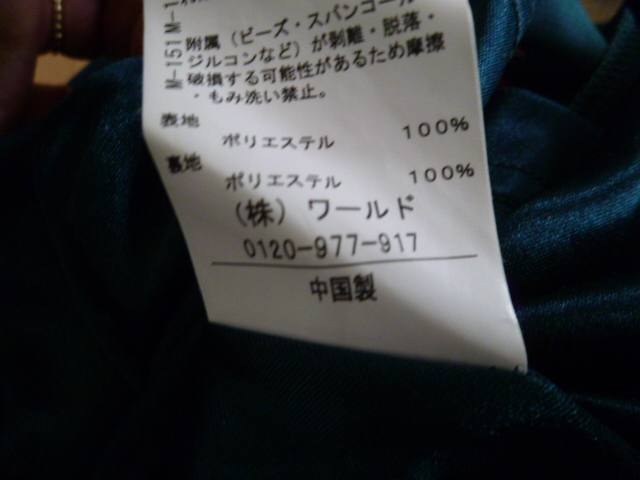 附属（ビーズ・スパンコール・
ジルコンなど）が剥離・脱落・
破損する可能性があるため摩擦
・もみ洗い禁止。
M-151M-1
表地
ポリエステル 100%
裏地
ポリエステル 100%
（株）ワールド
0120-977-917
中国製